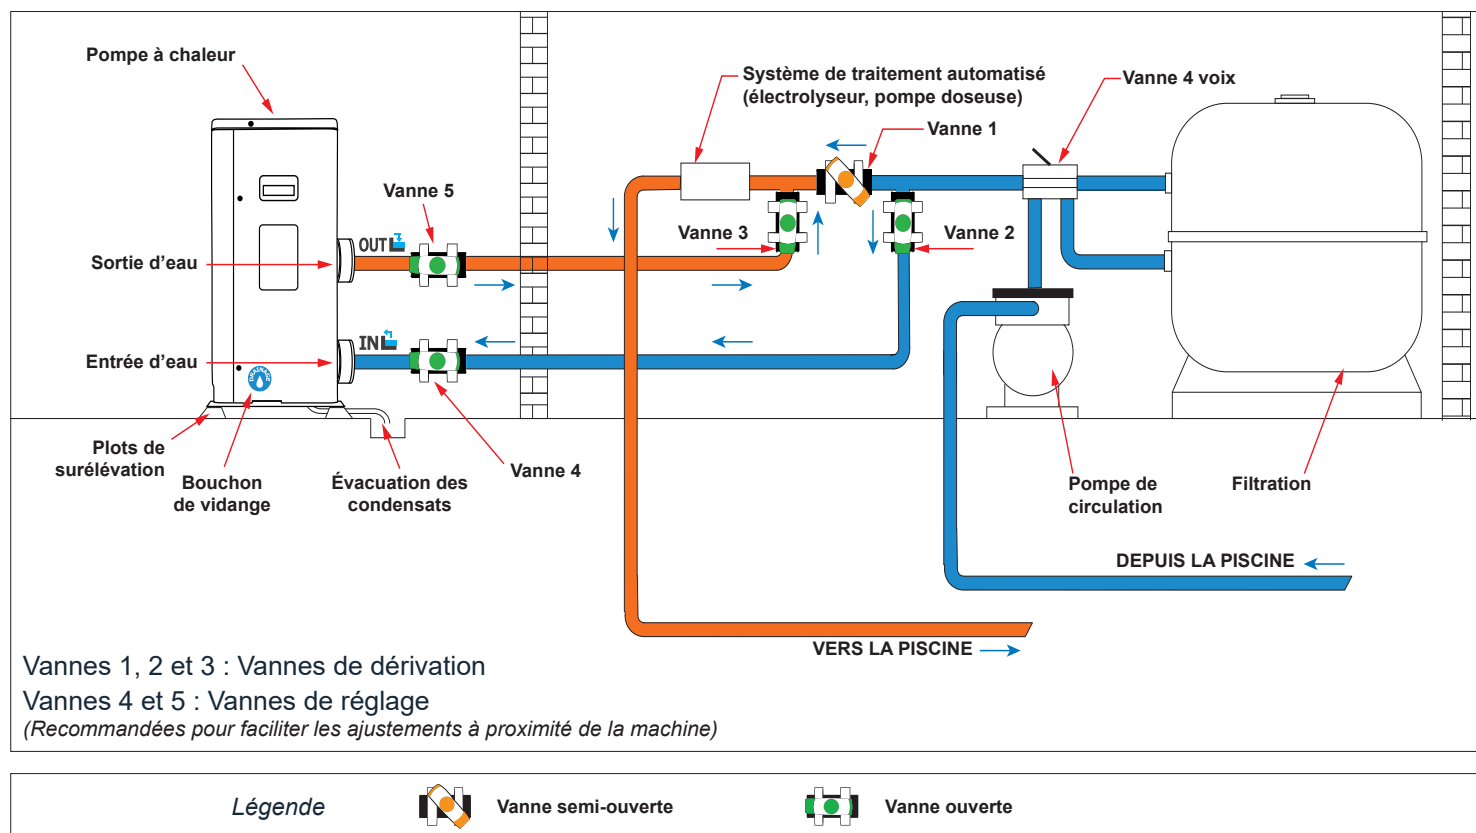 Pompe à chaleur
Système de traitement automatisé
(électrolyseur, pompe doseuse)
Vanne 4 voix
Vanne 1
Vanne 5
Vanne 3
Vanne 2
OUT
Sortie d'eau
IN
Entrée d'eau
DRAINAGE
Plots de
surélévation
Bouchon
de vidange
Évacuation des
condensats
Vanne 4
Pompe de
circulation
Filtration
DEPUIS LA PISCINE
VERS LA PISCINE
Vannes 1, 2 et 3 : Vannes de dérivation
Vannes 4 et 5 : Vannes de réglage
(Recommandées pour faciliter les ajustements à proximité de la machine)
Légende
Vanne semi-ouverte
Vanne ouverte